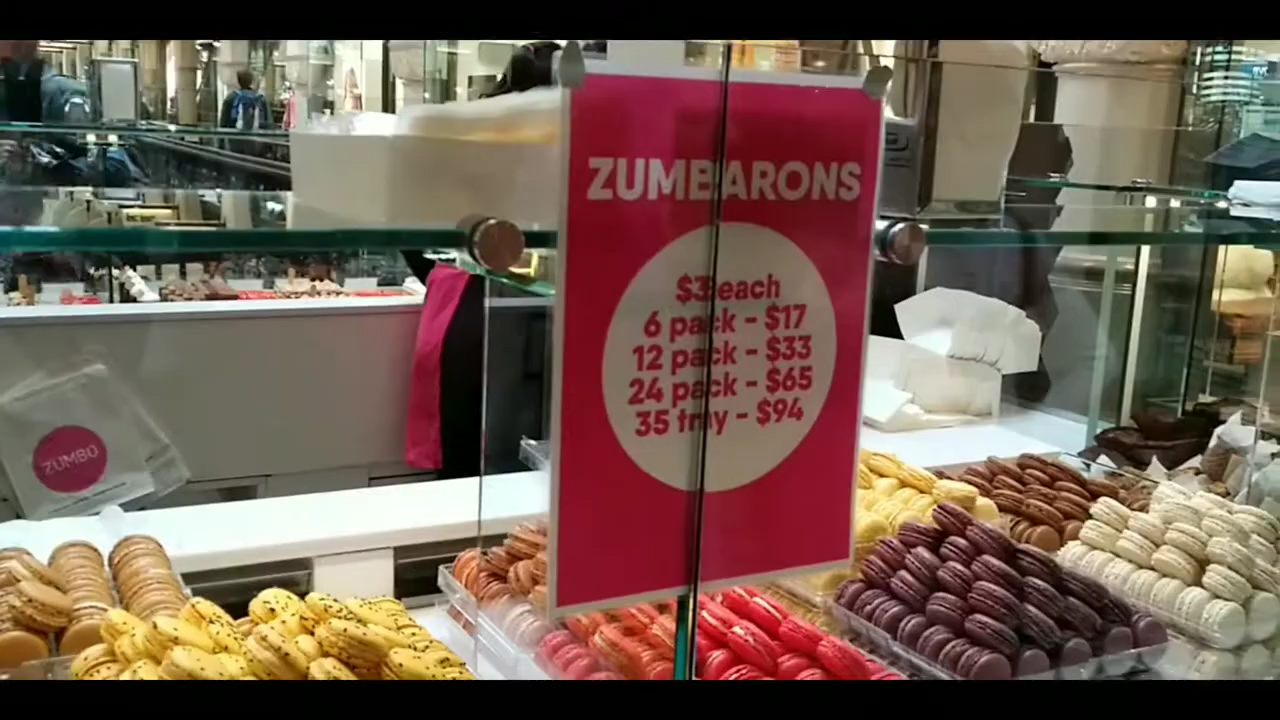 ZUMBARONS
$3 each
6 pack - $17
12 pack - $33
24 pack - $65
35 tray - $94
ZUMBO